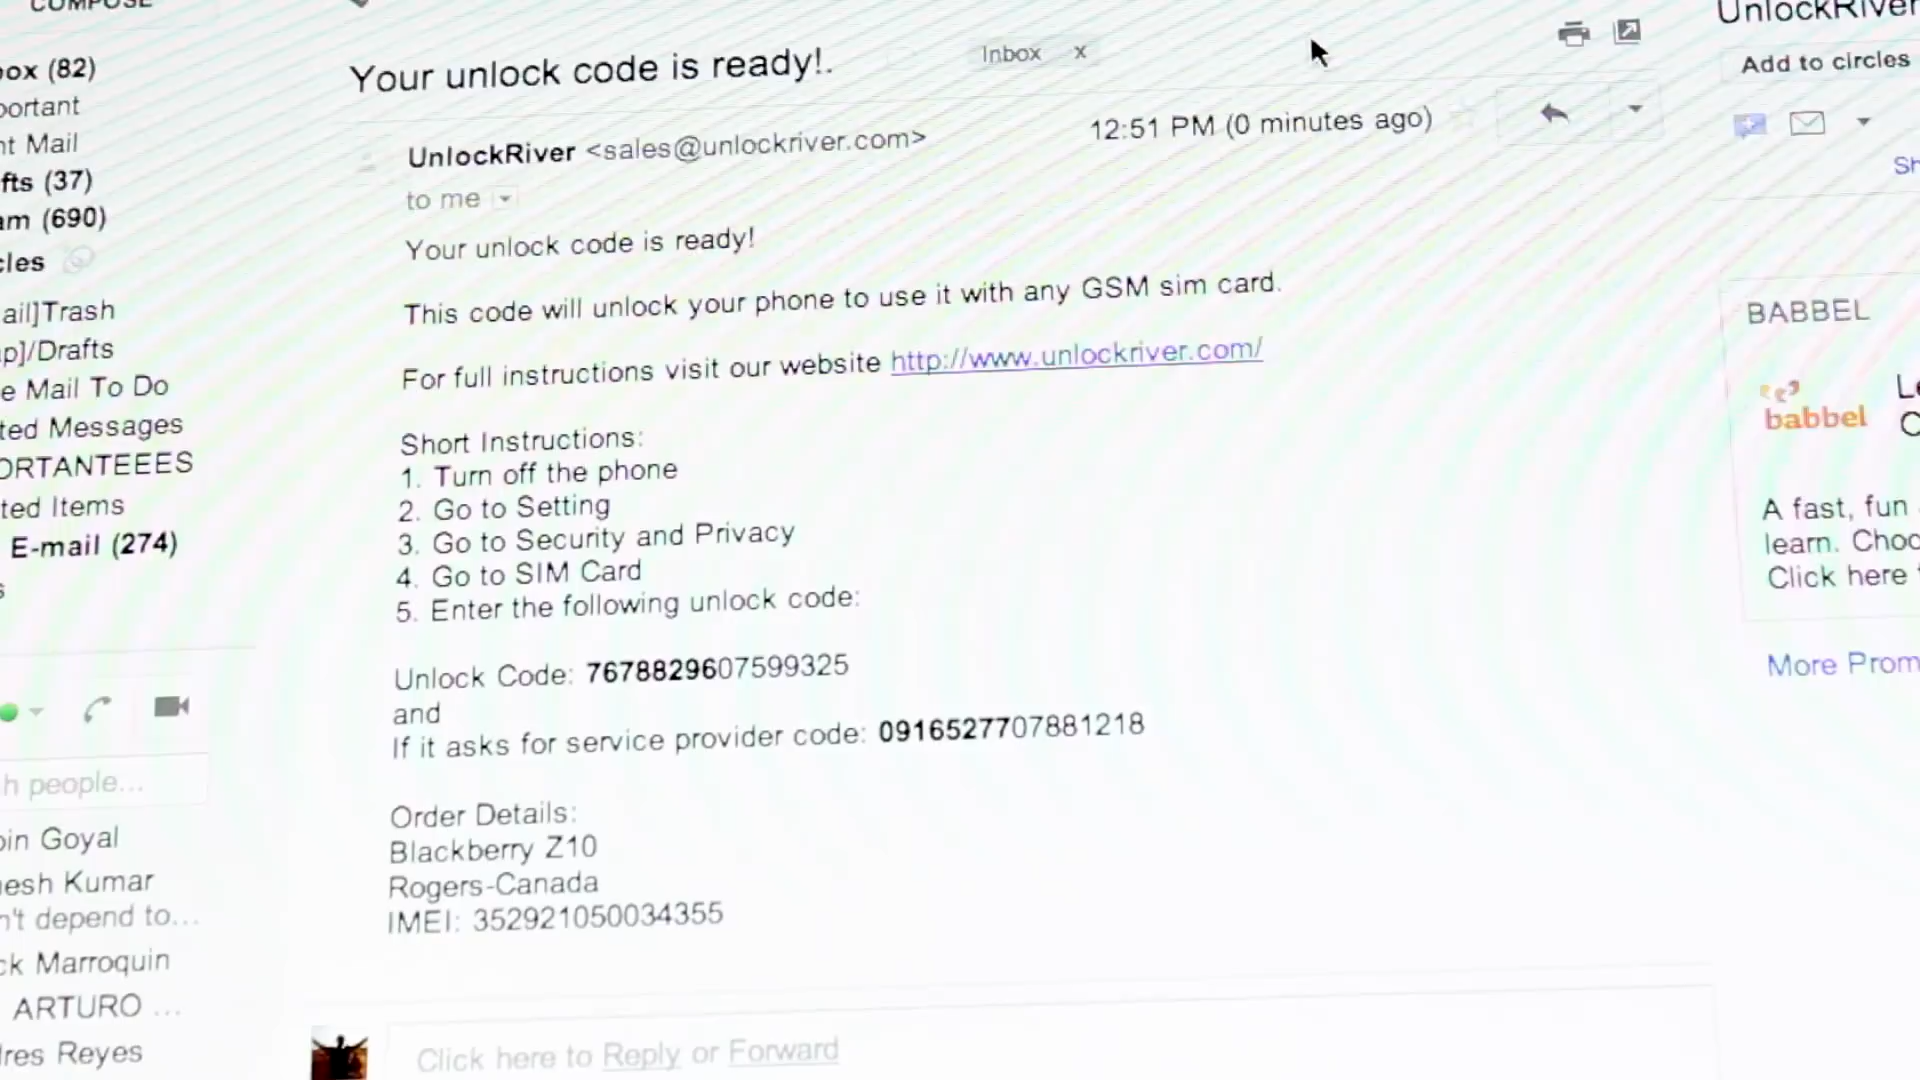 COMPOSE
ox (82)
portant
nt Mail
fts (37)
am (690)
cles
ail]Trash
p]/Drafts
e Mail To Do
ted Messages
ORTANTEEES
ted Items
E-mail (274)
s
h people...
oin Goyal
esh Kumar
n't depend to...
ck Marroquin
ARTURO ...
dres Reyes
Your unlock code is ready!.
Inbox x
UnlockRiver <sales@unlockriver.com>
12:51 PM (0 minutes ago)
to me
Your unlock code is ready!
This code will unlock your phone to use it with any GSM sim card.
For full instructions visit our website http://www.unlockriver.com/
Short Instructions:
1. Turn off the phone
2. Go to Setting
3. Go to Security and Privacy
4. Go to SIM Card
5. Enter the following unlock code:
Unlock Code: 7678829607599325
and
If it asks for service provider code: 0916527707881218
Order Details:
Blackberry Z10
Rogers-Canada
IMEI: 352921050034355
Click here to Reply or Forward
UnlockRiver
Add to circles
Sh
BABBEL
babbel
Le
C
A fast, fun
learn. Choo
Click here
More Prom